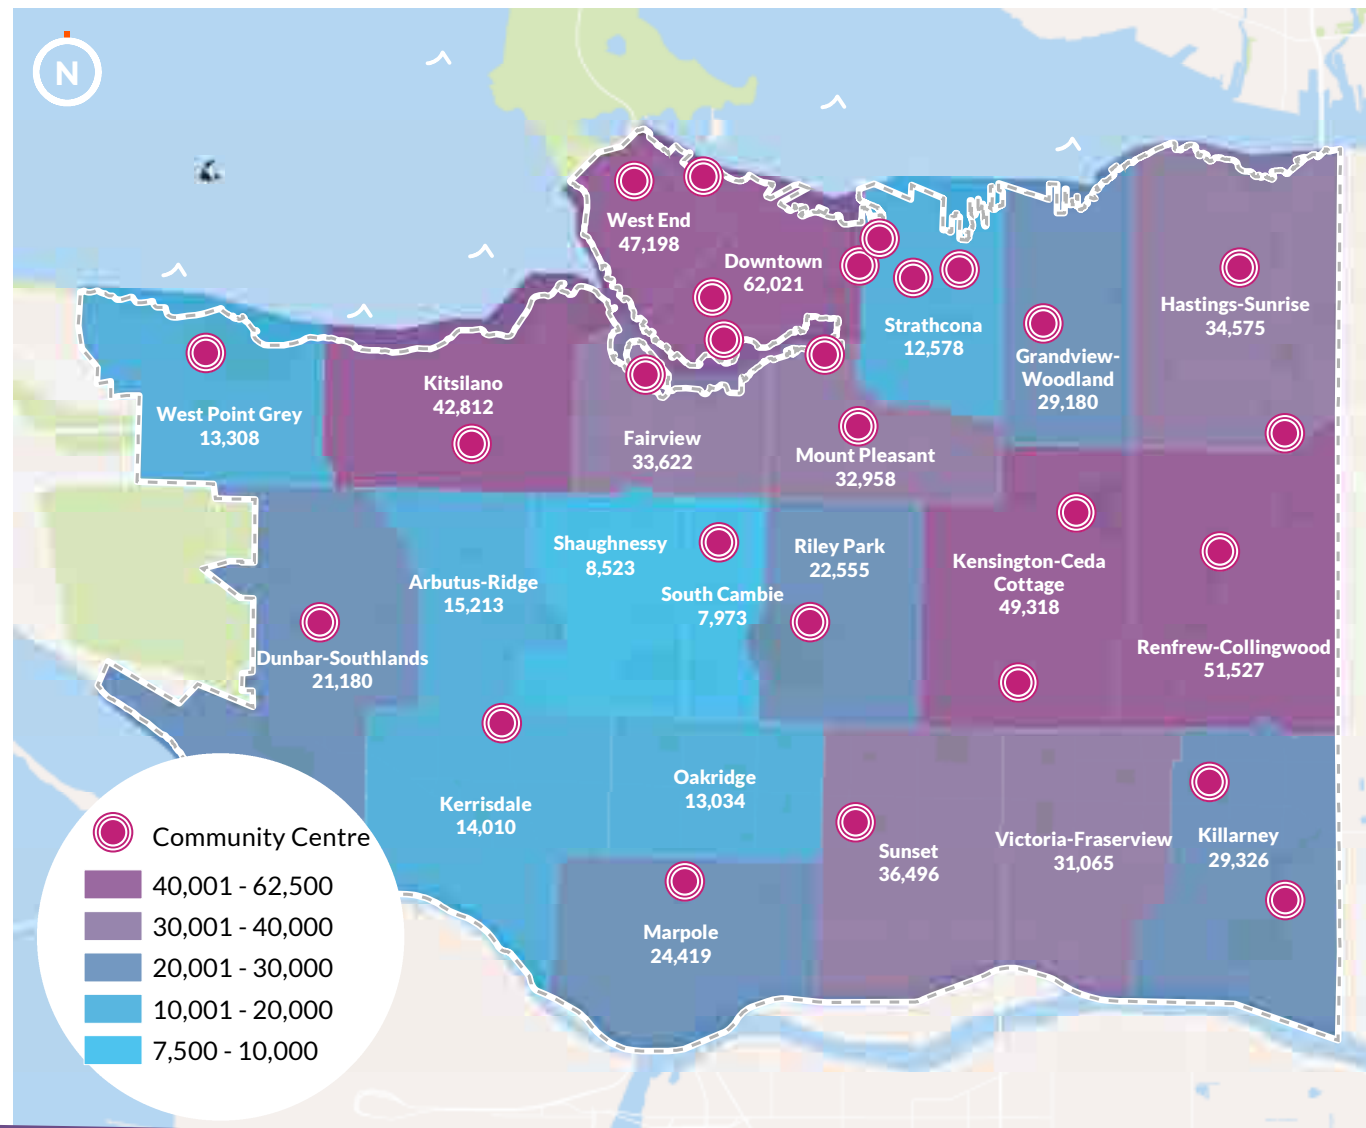 N
West End
47,198
Downtown
62,021
Strathcona
12,578
Hastings-Sunrise
34,575
Grandview-
Woodland
29,180
West Point Grey
13,308
Kitsilano
42,812
Fairview
33,622
Mount Pleasant
32,958
Shaughnessy
8,523
South Cambie
7,973
Riley Park
22,555
Kensington-Ceda
Cottage
49,318
Arbutus-Ridge
15,213
Renfrew-Collingwood
51,527
Dunbar-Southlands
21,180
Oakridge
13,034
Kerrisdale
14,010
Sunset
36,496
Victoria-Fraserview
31,065
Killarney
29,326
Marpole
24,419
Community Centre
40,001 - 62,500
30,001 - 40,000
20,001 - 30,000
10,001 - 20,000
7,500 - 10,000